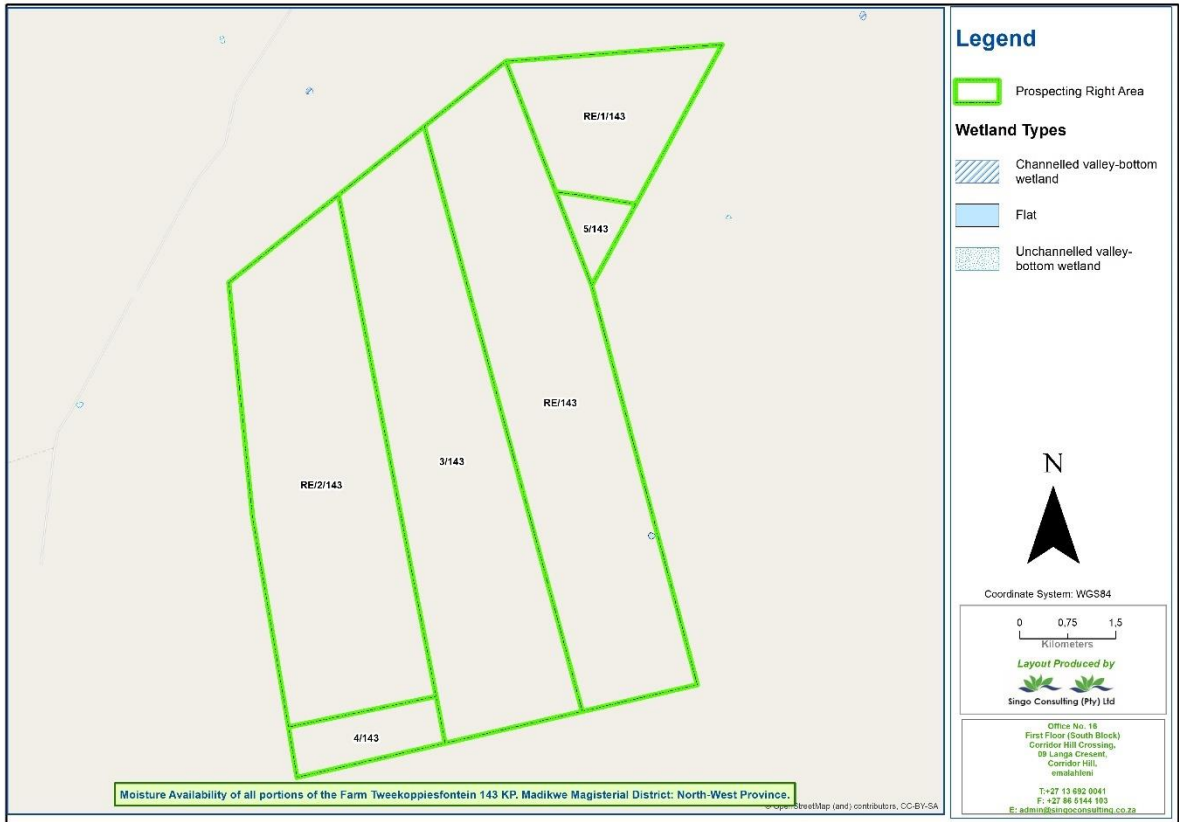 RE/1/143
5/143
RE/143
3/143
RE/2/143
4/143
Moisture Availability of all portions of the Farm Tweekoppiesfontein 143 KP. Madikwe Magisterial District: North-West Province.
© OpenStreetMap (and) contributors, CC-BY-SA
Legend
Prospecting Right Area
Wetland Types
Channelled valley-bottom
wetland
Flat
Unchannelled valley-
bottom wetland
N
Coordinate System: WGS84
0 0,75 1,5
Kilometers
Layout Produced by
Singo Consulting (Pty) Ltd
Office No. 16
First Floor (South Block)
Corridor Hill Crossing,
09 Langa Cresent,
Corridor Hill,
emalahleni
T:+27 13 692 0041
F: +27 86 5144 103
E: admin@singoconsulting.co.za